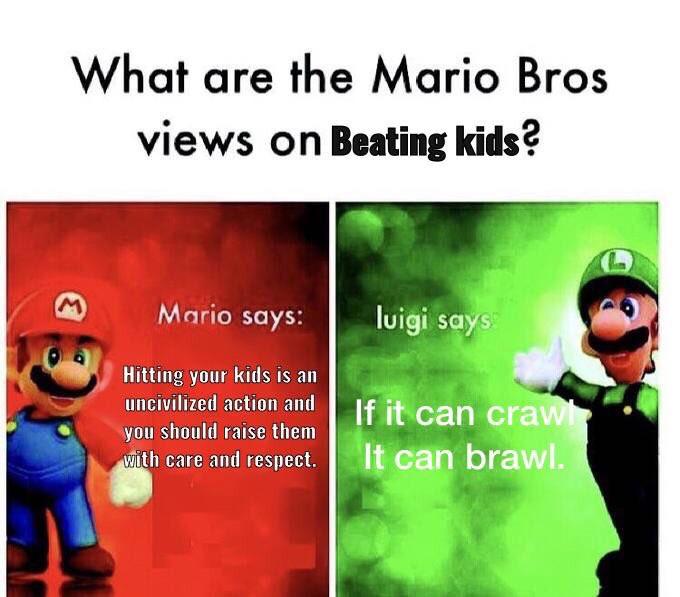 What are the Mario Bros
views on Beating kids?
M
L
Mario says:
Hitting your kids is an
uncivilized action and
you should raise them
with care and respect.
luigi says:
If it can crawl
It can brawl.